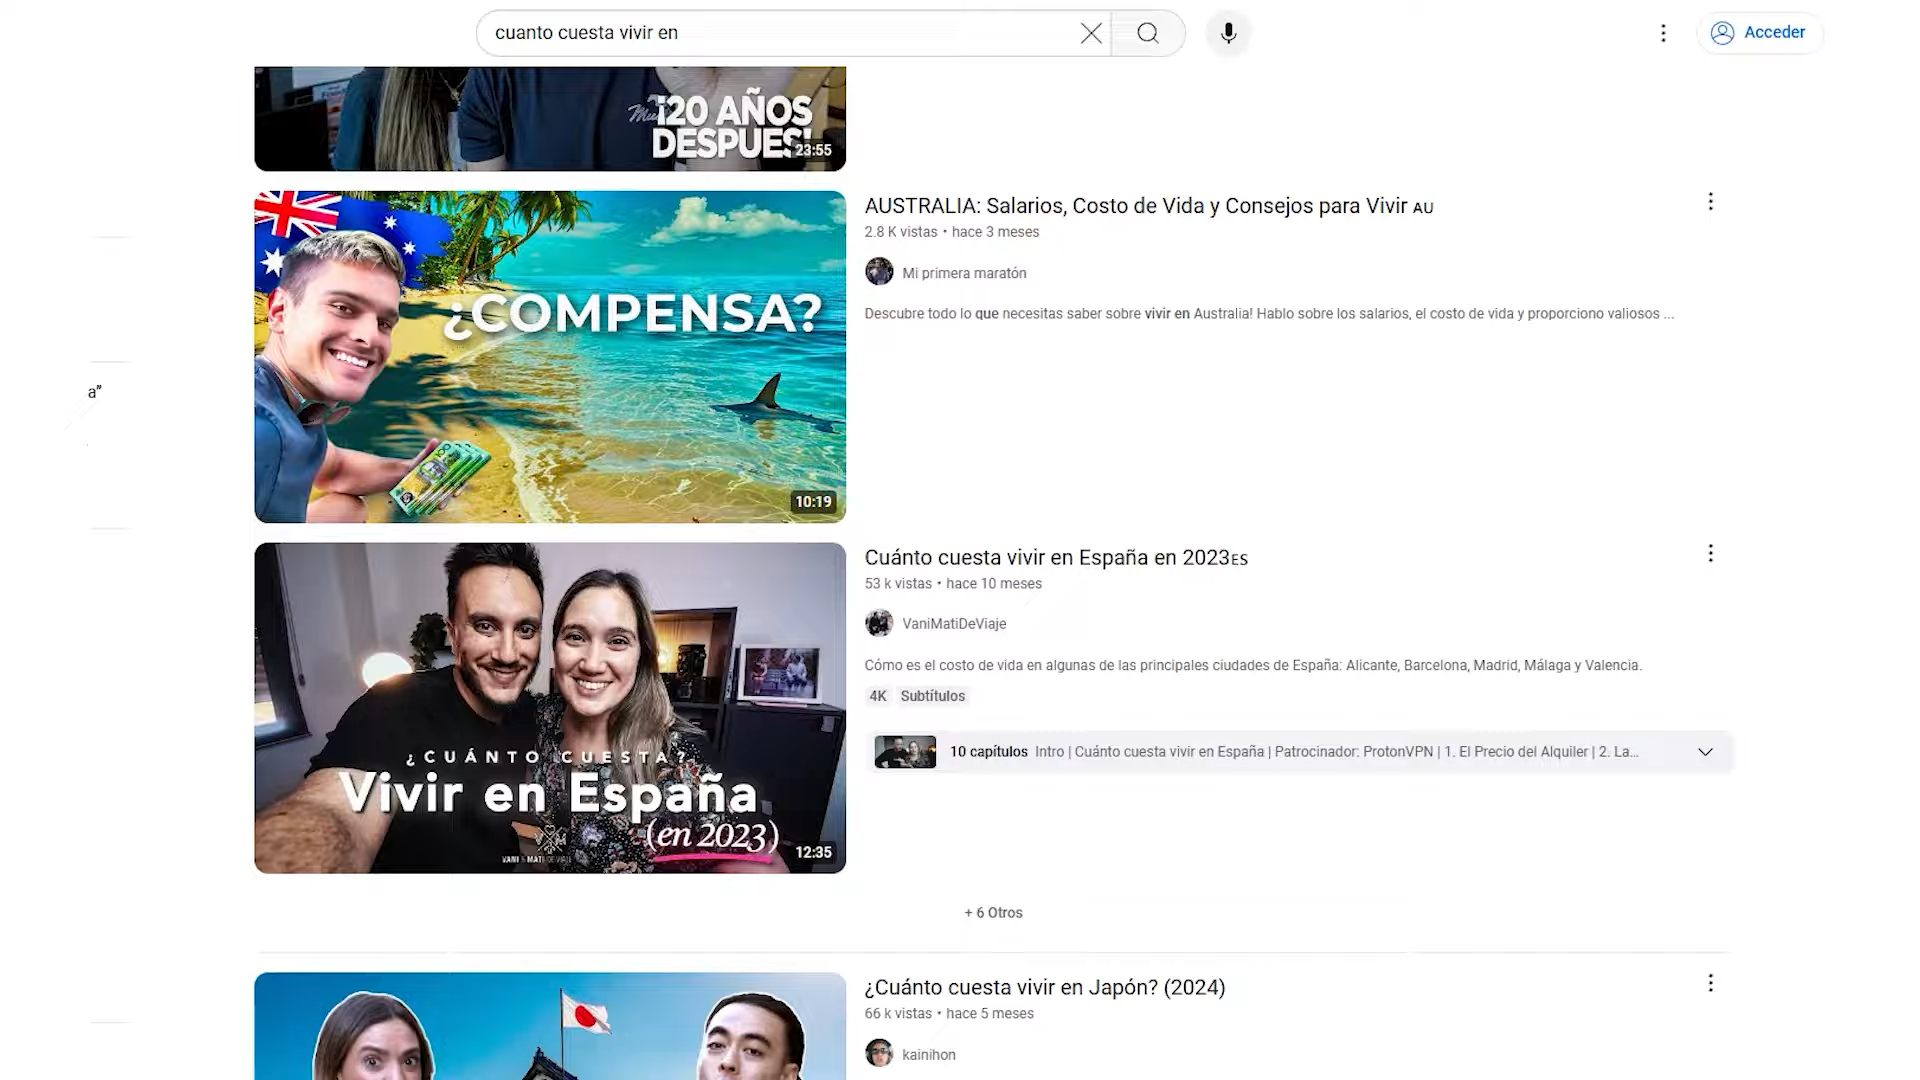 cuanto cuesta vivir en
Acceder
¡20 AÑOS
DESPUES!
23:55
AUSTRALIA: Salarios, Costo de Vida y Consejos para Vivir AU
2.8 K vistas • hace 3 meses
Mi primera maratón
Descubre todo lo que necesitas saber sobre vivir en Australia! Hablo sobre los salarios, el costo de vida y proporciono valiosos ...
¿COMPENSA?
10:19
a”
Cuánto cuesta vivir en España en 2023ES
53 k vistas • hace 10 meses
VaniMatiDeViaje
Cómo es el costo de vida en algunas de las principales ciudades de España: Alicante, Barcelona, Madrid, Málaga y Valencia.
4K Subtítulos
10 capítulos Intro | Cuánto cuesta vivir en España | Patrocinador: ProtonVPN | 1. El Precio del Alquiler | 2. La...
¿CUÁNTO CUESTA?
Vivir en España
(en 2023)
12:35
+ 6 Otros
¿Cuánto cuesta vivir en Japón? (2024)
66 k vistas • hace 5 meses
kainihon